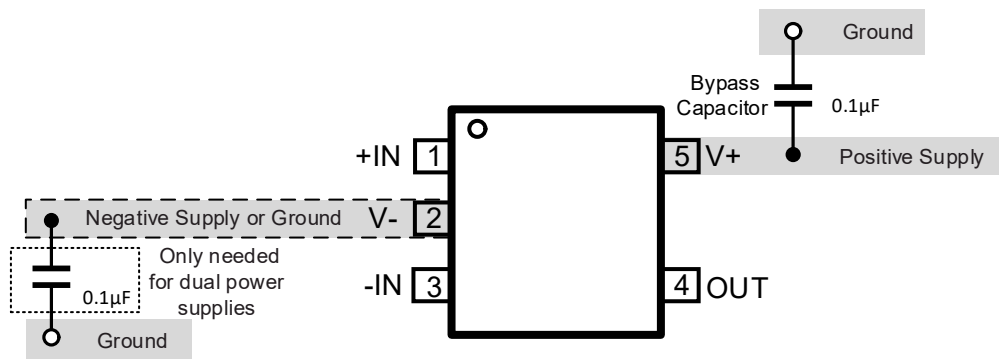 Ground
Bypass
Capacitor
0.1µF
+IN 1
5 V+
Positive Supply
Negative Supply or Ground V- 2
Only needed
for dual power
supplies
0.1µF
-IN 3
4 OUT
Ground